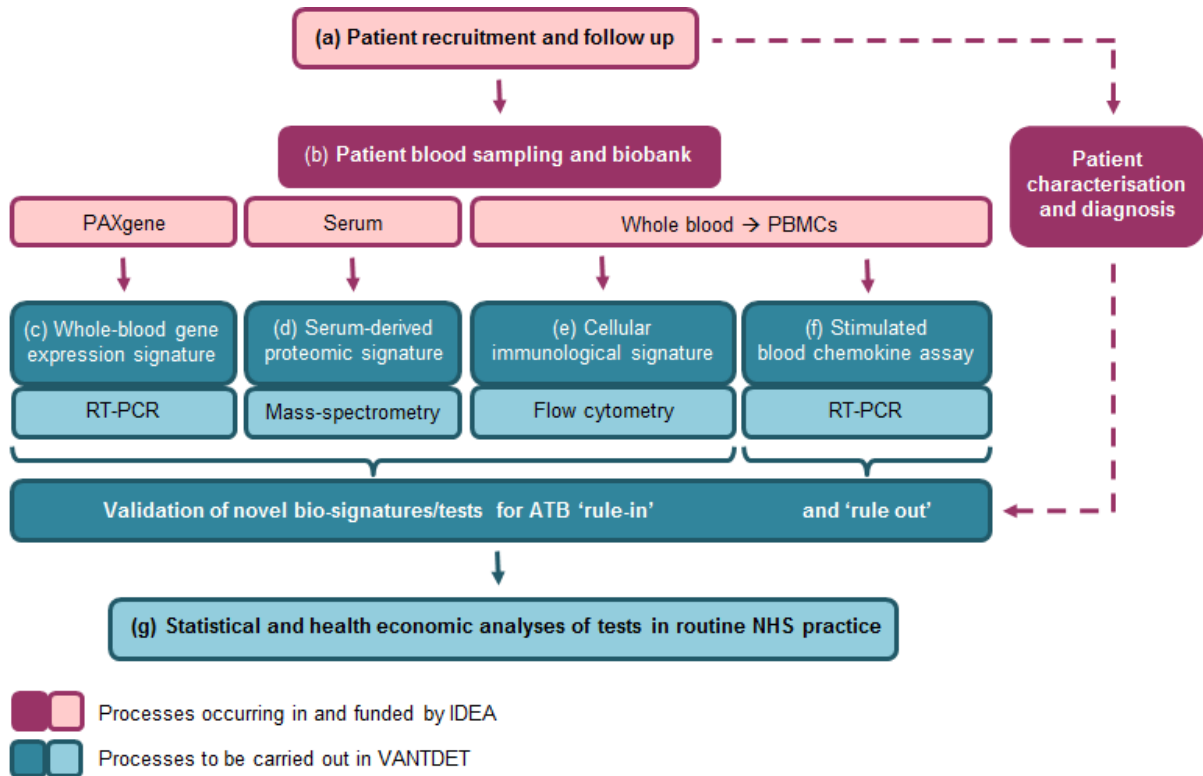 (a) Patient recruitment and follow up
(b) Patient blood sampling and biobank
Patient
characterisation
and diagnosis
PAXgene
Serum
Whole blood → PBMCs
(c) Whole-blood gene
expression signature
(d) Serum-derived
proteomic signature
(e) Cellular
immunological signature
(f) Stimulated
blood chemokine assay
RT-PCR
Mass-spectrometry
Flow cytometry
RT-PCR
Validation of novel bio-signatures/tests for ATB ‘rule-in’ and ‘rule out’
(g) Statistical and health economic analyses of tests in routine NHS practice
Processes occurring in and funded by IDEA
Processes to be carried out in VANTDET